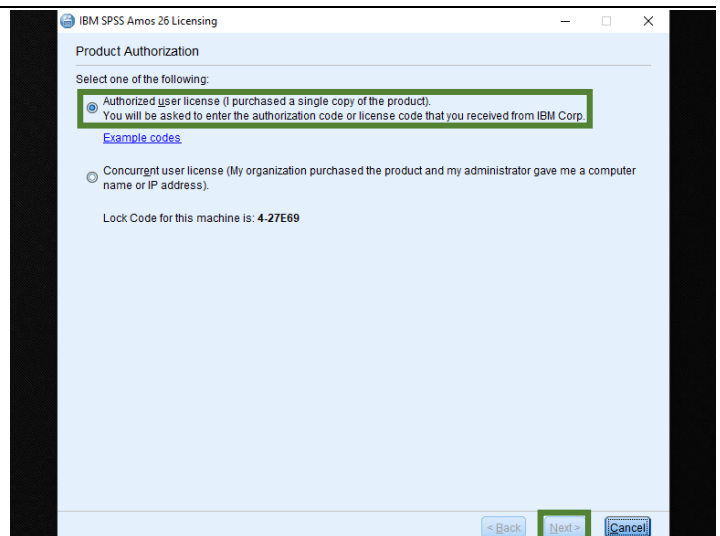 IBM SPSS Amos 26 Licensing
Product Authorization
Select one of the following:
Authorized user license (I purchased a single copy of the product).
You will be asked to enter the authorization code or license code that you received from IBM Corp.
Example codes
Concurrent user license (My organization purchased the product and my administrator gave me a computer
name or IP address).
Lock Code for this machine is: 4-27E69
< Back Next > Cancel